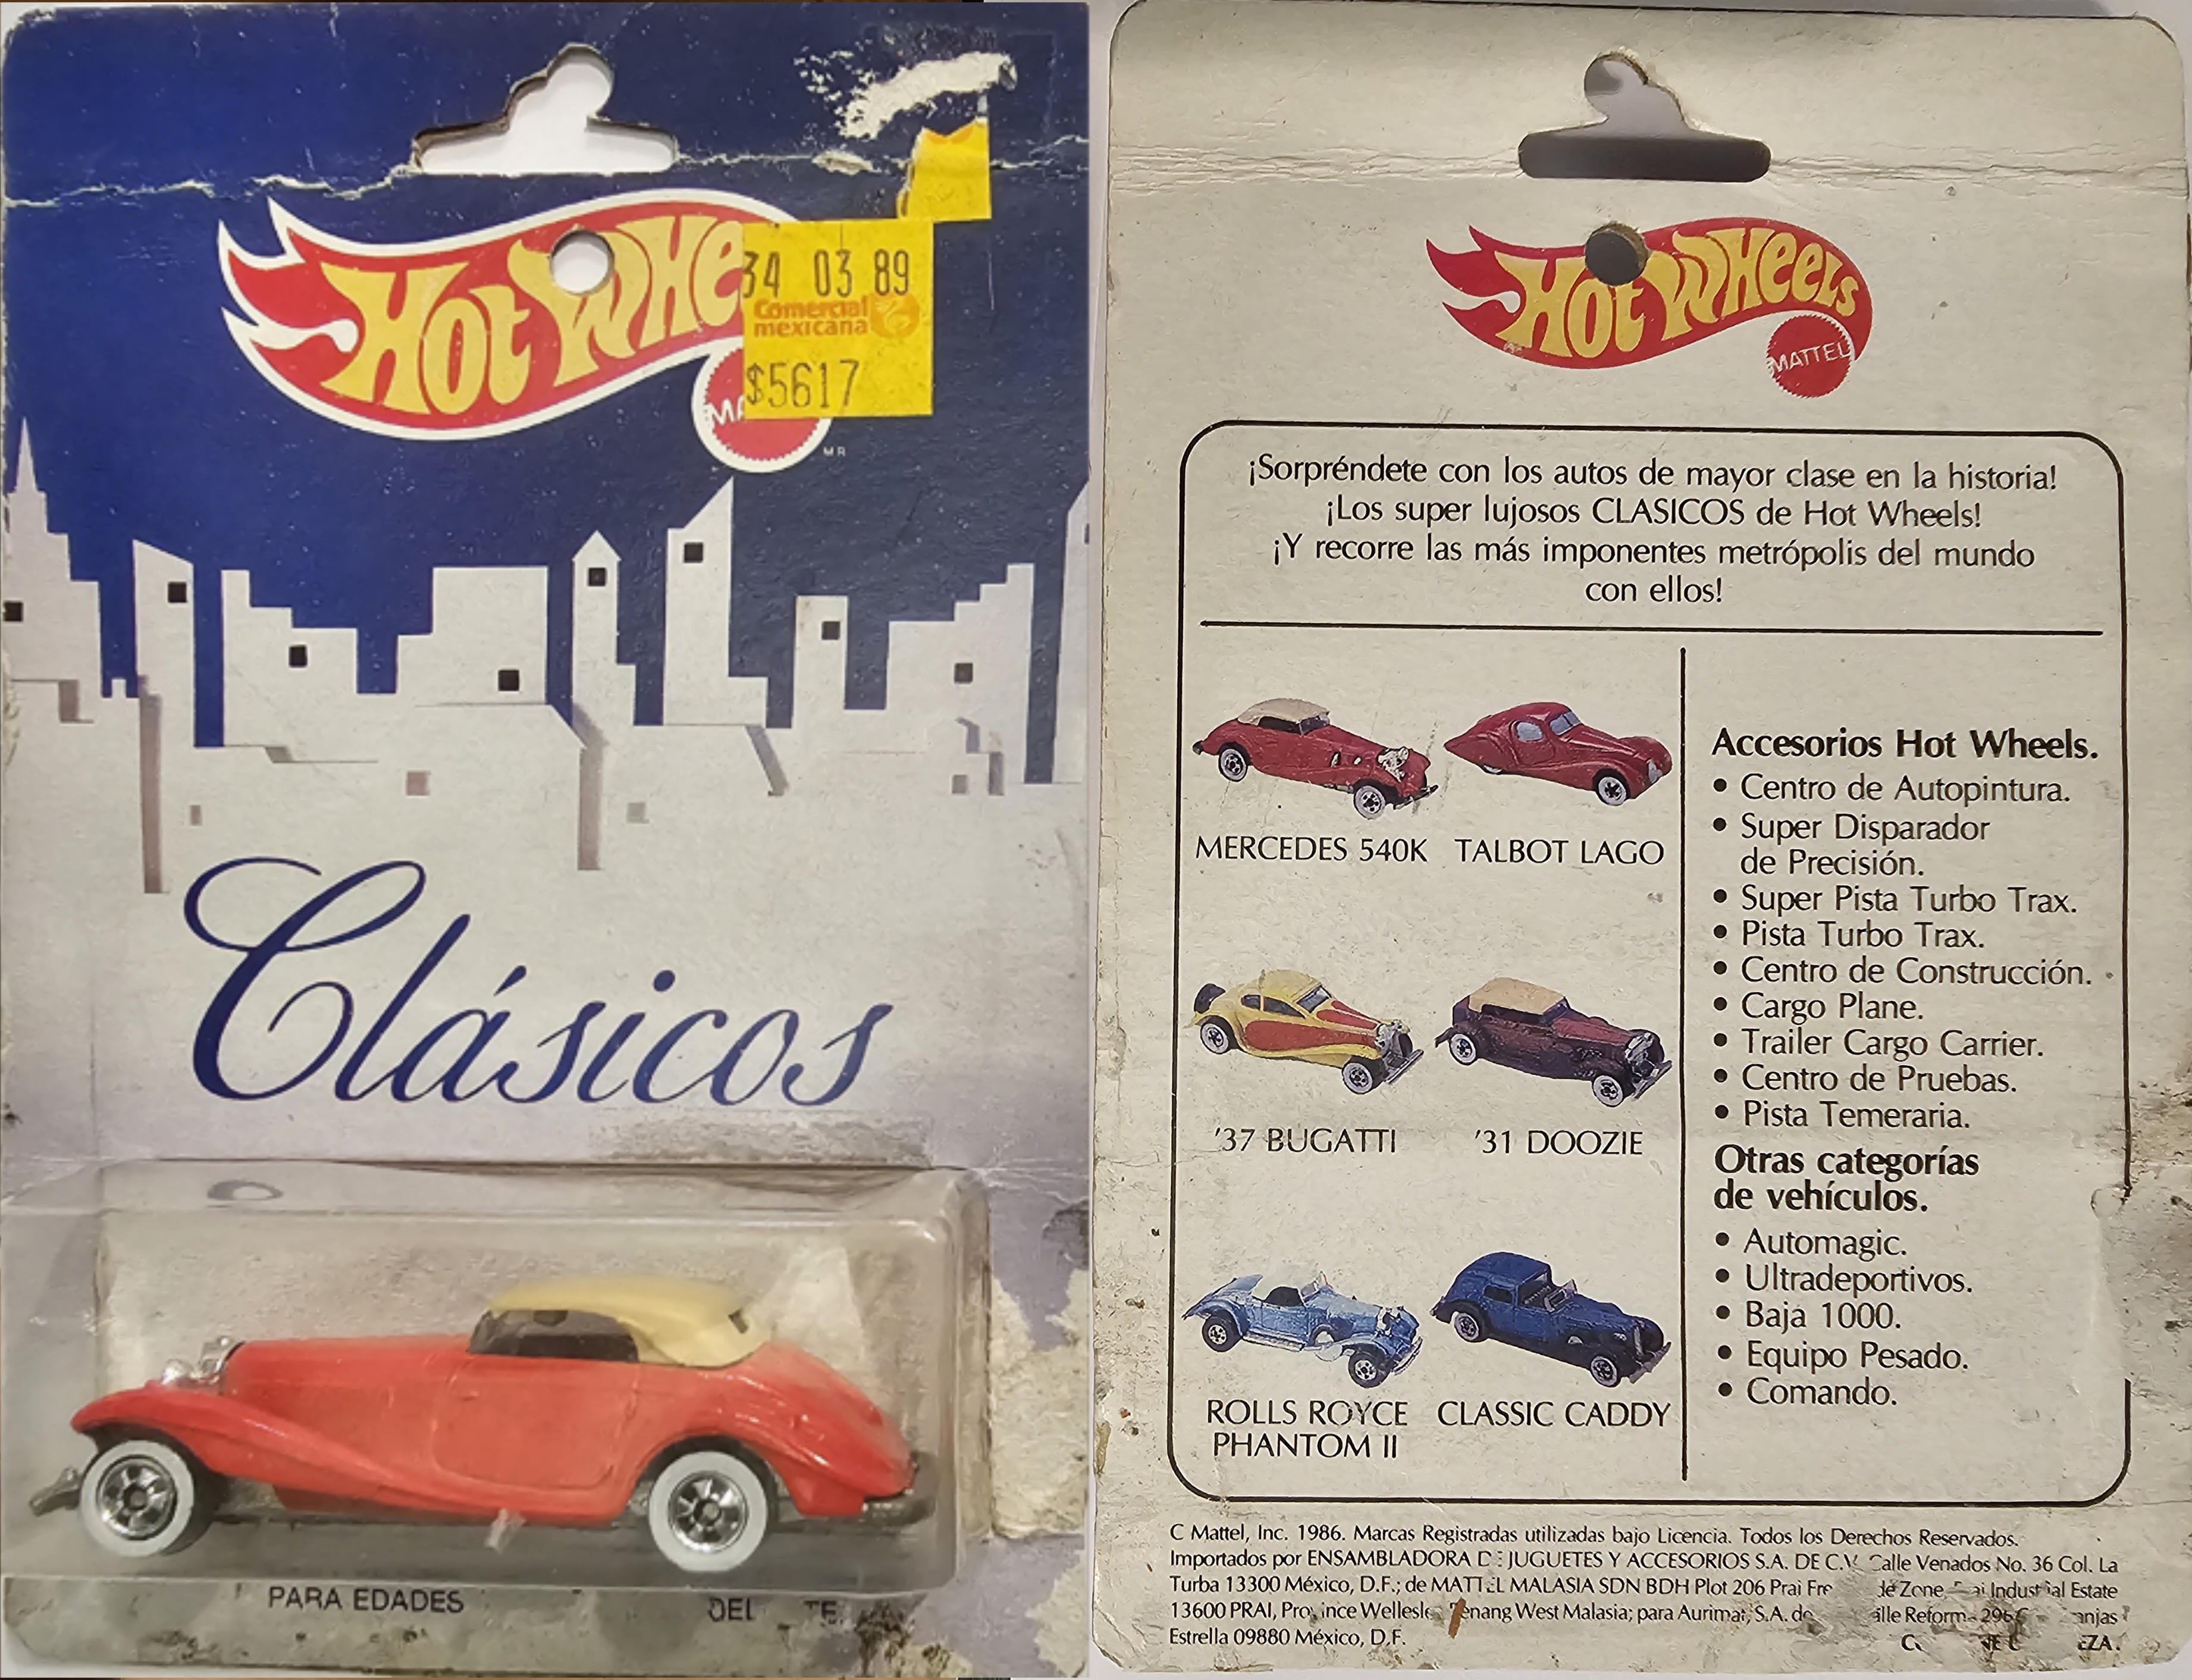 Hot Whe
34 03 89
Comercial
mexicana
$5617
MR
Clásicos
PARA EDADES
Hot Wheels
MATTEL
¡Sorpréndete con los autos de mayor clase en la historia!
¡Los super lujosos CLASICOS de Hot Wheels!
¡Y recorre las más imponentes metrópolis del mundo
con ellos!
MERCEDES 540K TALBOT LAGO
'37 BUGATTI '31 DOOZIE
ROLLS ROYCE CLASSIC CADDY
PHANTOM II
Accesorios Hot Wheels.
• Centro de Autopintura.
• Super Disparador
de Precisión.
• Super Pista Turbo Trax.
• Pista Turbo Trax.
• Centro de Construcción.
• Cargo Plane.
• Trailer Cargo Carrier.
• Centro de Pruebas.
• Pista Temeraria.
Otras categorías
de vehículos.
• Automagic.
• Ultradeportivos.
• Baja 1000.
• Equipo Pesado.
• Comando.
C Mattel, Inc. 1986. Marcas Registradas utilizadas bajo Licencia. Todos los Derechos Reservados.
Importados por ENSAMBLADORA DE JUGUETES Y ACCESORIOS S.A. DE C.V. Calle Venados No. 36 Col. La
Turba 13300 México, D.F.; de MATTEL MALASIA SDN BDH Plot 206 Prai Zone, Prai Industrial Estate
13600 PRAI, Province Penang West Malasia; para Aurimat, S.A. Reforma
Estrella 09880 México, D.F.